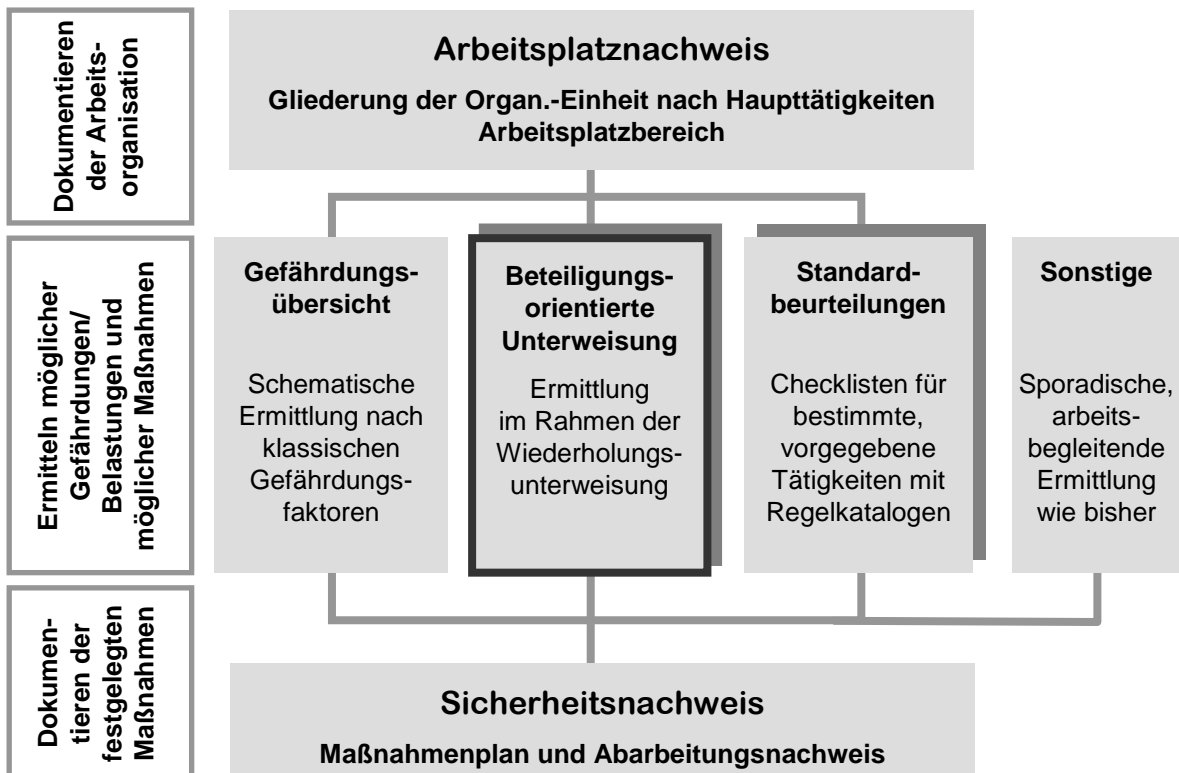 Dokumentieren
der Arbeits-
organisation
Arbeitsplatznachweis
Gliederung der Organ.-Einheit nach Haupttätigkeiten
Arbeitsplatzbereich
Ermitteln möglicher
Gefährdungen/
Belastungen und
möglicher Maßnahmen
Gefährdungs-
übersicht
Schematische
Ermittlung nach
klassischen
Gefährdungs-
faktoren
Beteiligungs-
orientierte
Unterweisung
Ermittlung
im Rahmen der
Wiederholungs-
unterweisung
Standard-
beurteilungen
Checklisten für
bestimmte,
vorgegebene
Tätigkeiten mit
Regelkatalogen
Sonstige
Sporadische,
arbeits-
begleitende
Ermittlung
wie bisher
Dokumen-
tieren der
festgelegten
Maßnahmen
Sicherheitsnachweis
Maßnahmenplan und Abarbeitungsnachweis